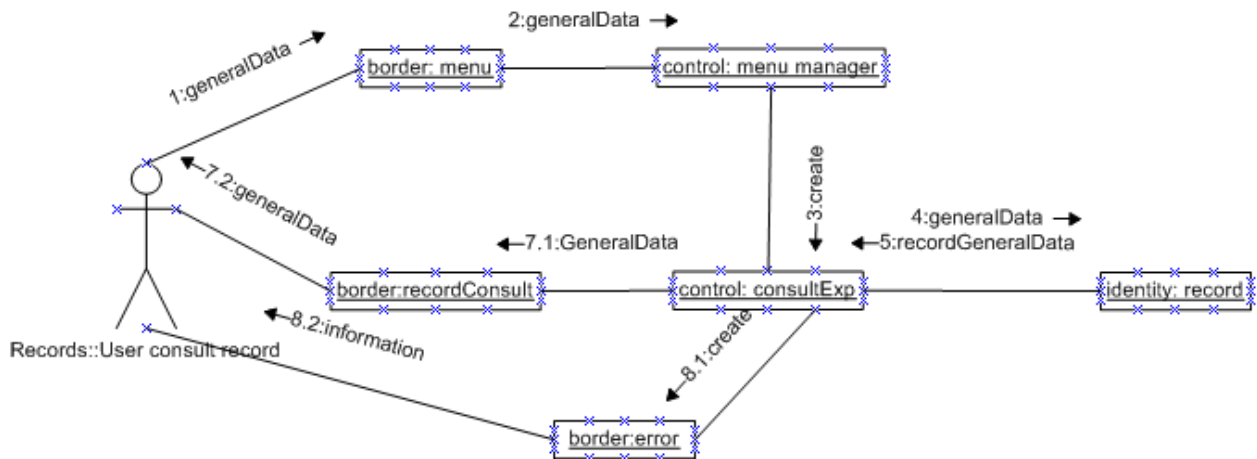 2:generalData
1:generalData
border: menu
control: menu manager
7.2:generalData
3:create
4:generalData
7.1:GeneralData
5:recordGeneralData
border:recordConsult
control: consultExp
identity: record
8.2:information
Records::User consult record
8.1:create
border:error